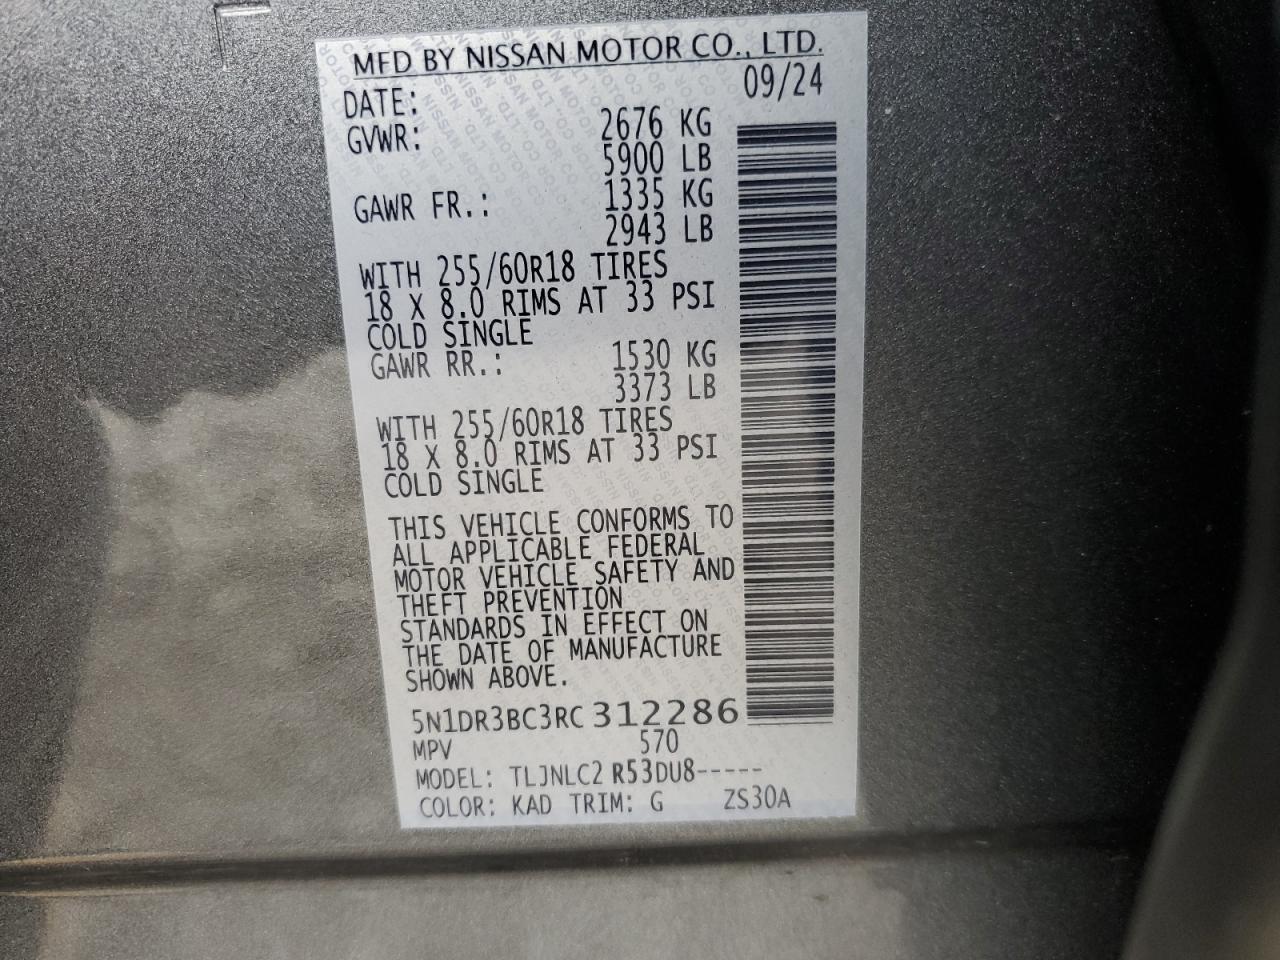 MFD BY NISSAN MOTOR CO., LTD.
DATE: 09/24
GVWR: 2676 KG
5900 LB
GAWR FR.: 1335 KG
2943 LB
WITH 255/60R18 TIRES
18 X 8.0 RIMS AT 33 PSI
COLD SINGLE
GAWR RR.: 1530 KG
3373 LB
WITH 255/60R18 TIRES
18 X 8.0 RIMS AT 33 PSI
COLD SINGLE
THIS VEHICLE CONFORMS TO
ALL APPLICABLE FEDERAL
MOTOR VEHICLE SAFETY AND
THEFT PREVENTION
STANDARDS IN EFFECT ON
THE DATE OF MANUFACTURE
SHOWN ABOVE.
5N1DR3BC3RC312286
MPV 570
MODEL: TLJNLC2 R53DU8-----
COLOR: KAD TRIM: G ZS30A